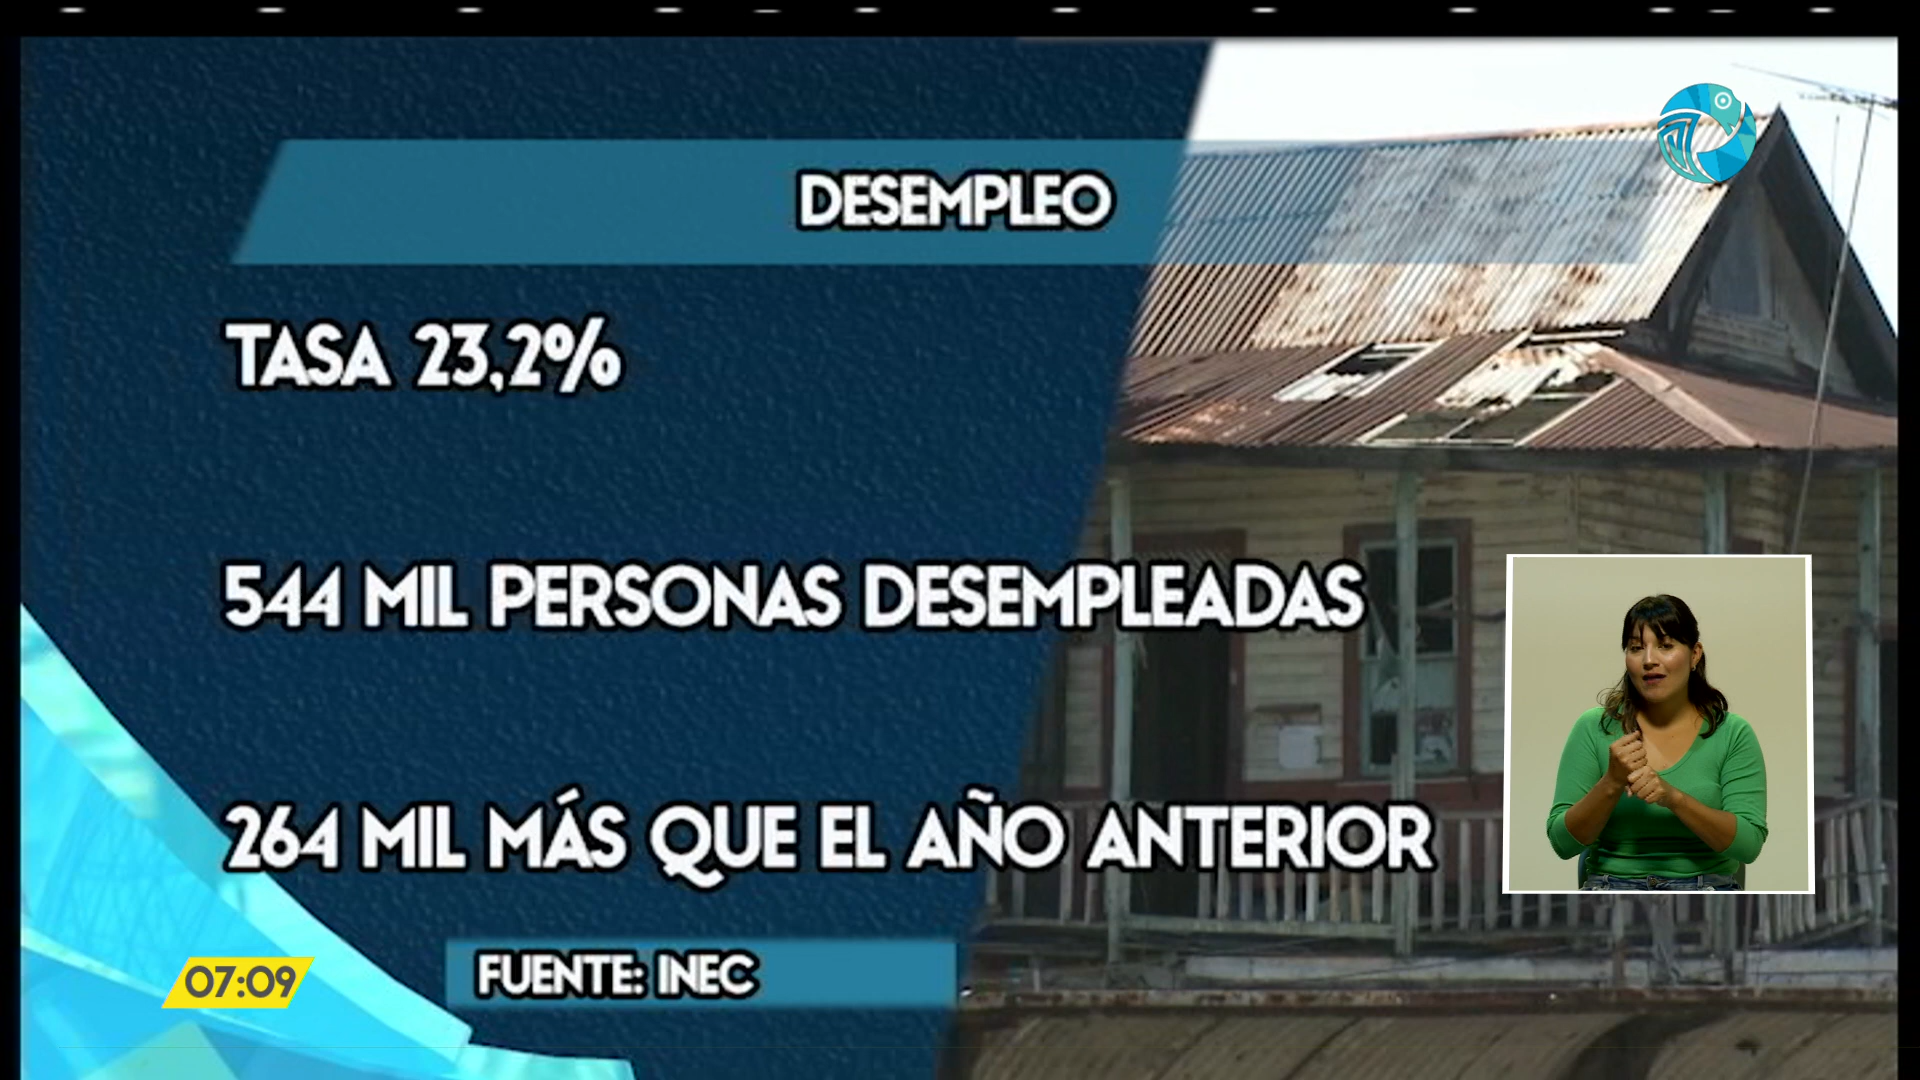 DESEMPLEO
TASA 23,2%
544 MIL PERSONAS DESEMPLEADAS
264 MIL MÁS QUE EL AÑO ANTERIOR
FUENTE: INEC
07:09